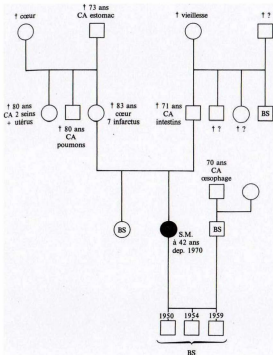 † cœur
† 73 ans
CA estomac
† vieillesse
† ?
† 80 ans
CA 2 seins
+ utérus
† 80 ans
CA
poumons
† 83 ans
cœur
7 infarctus
† 71 ans
CA
intestins
† ?
† ?
BS
70 ans
CA
œsophage
BS
S.M.
à 42 ans
dep. 1970
BS
1950
1954
1959
BS